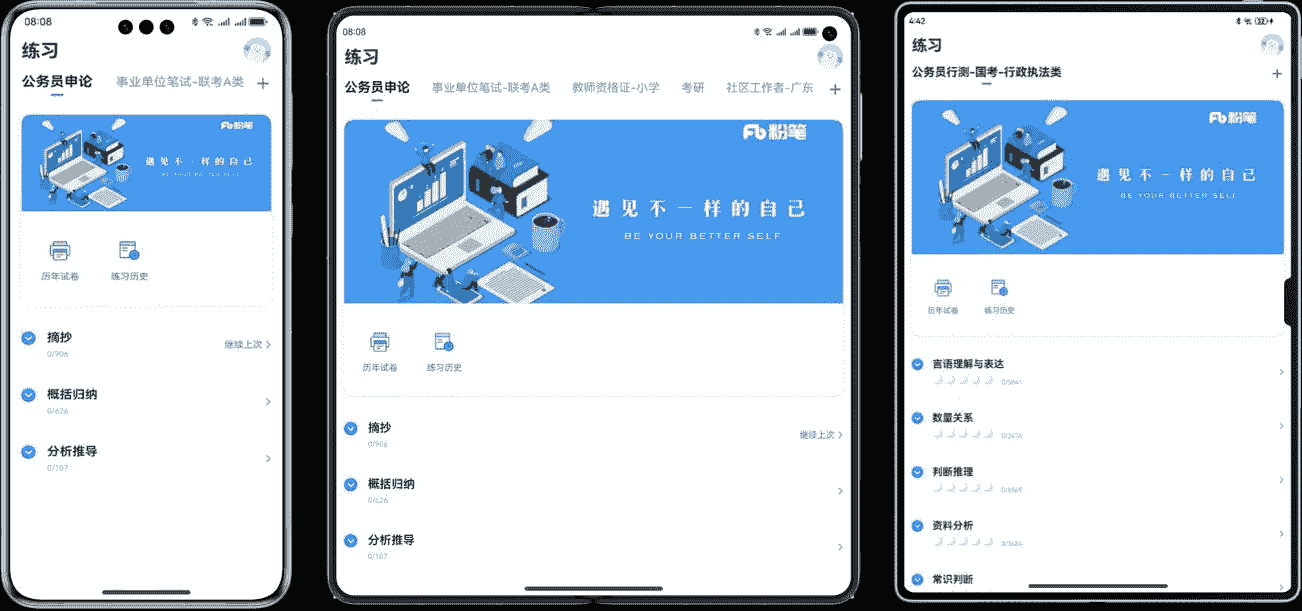 08:08
练习
公务员申论
事业单位笔试-联考A类
+
Fb粉笔
遇见不一样的自己
BE YOUR BETTER SELF
历年试卷
练习历史
摘抄
0/906
继续上次
概括归纳
0/626
分析推导
0/107
08:08
练习
公务员申论
事业单位笔试-联考A类
教师资格证-小学
考研
社区工作者-广东
+
Fb粉笔
遇见不一样的自己
BE YOUR BETTER SELF
历年试卷
练习历史
摘抄
0/906
继续上次
概括归纳
0/626
分析推导
0/107
4:42
练习
公务员行测-国考-行政执法类
+
Fb粉笔
遇见不一样的自己
BE YOUR BETTER SELF
历年试卷
练习历史
言语理解与表达
数量关系
判断推理
资料分析
常识判断